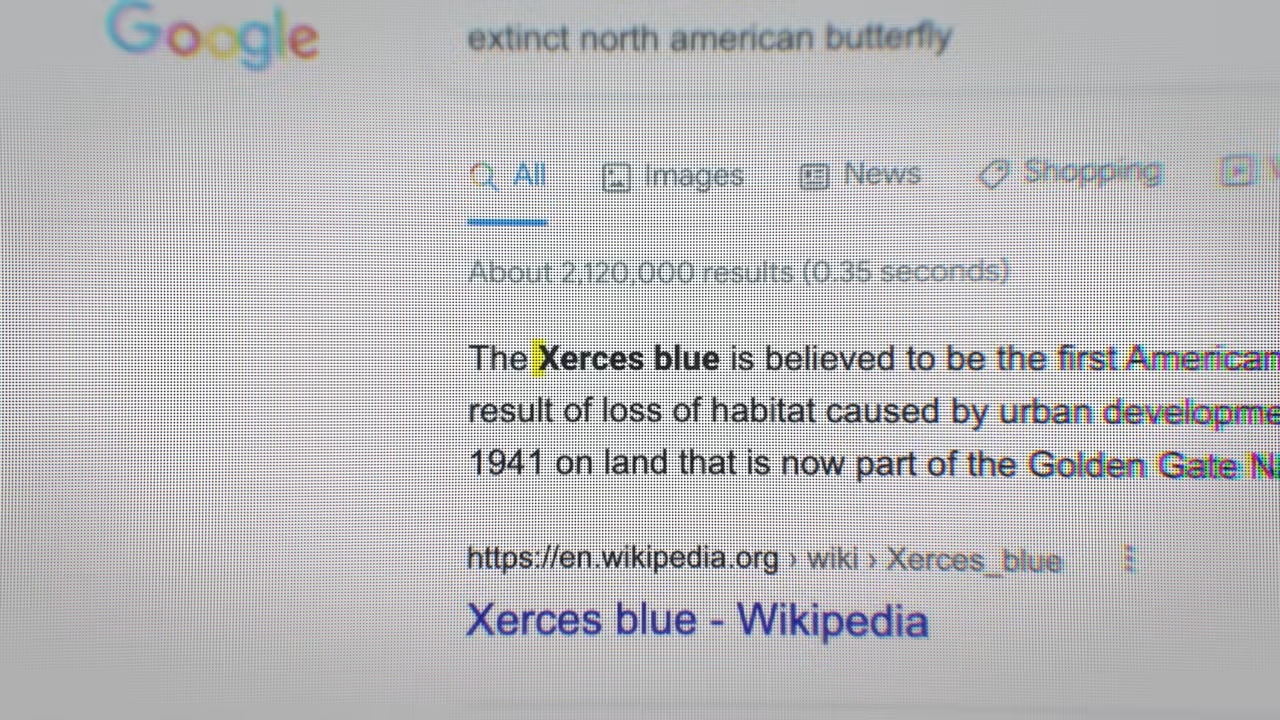 Google
extinct north american butterfly
All Images News Shopping
About 2,120,000 results (0.35 seconds)
The Xerces blue is believed to be the first American
result of loss of habitat caused by urban developme
1941 on land that is now part of the Golden Gate N
https://en.wikipedia.org › wiki › Xerces_blue
Xerces blue - Wikipedia